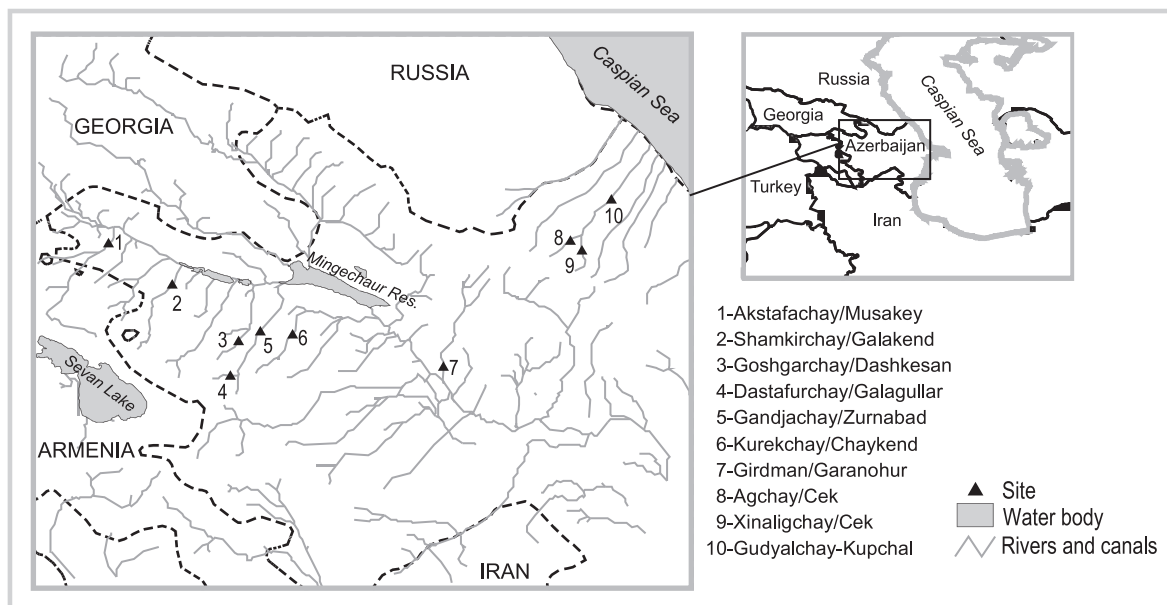 RUSSIA
Caspian Sea
GEORGIA
10
1
8
9
Mingechaur Res.
2
3
5
6
7
4
Sevan Lake
ARMENIA
IRAN
Russia
Caspian Sea
Georgia
Azerbaijan
Turkey
Iran
1-Akstafachay/Musakey
2-Shamkirchay/Galakend
3-Goshgarchay/Dashkesan
4-Dastafurchay/Galagullar
5-Gandjachay/Zurnabad
6-Kurekchay/Chaykend
7-Girdman/Garanohur
8-Agchay/Cek
9-Xinaligchay/Cek
10-Gudyalchay-Kupchal
Site
Water body
Rivers and canals